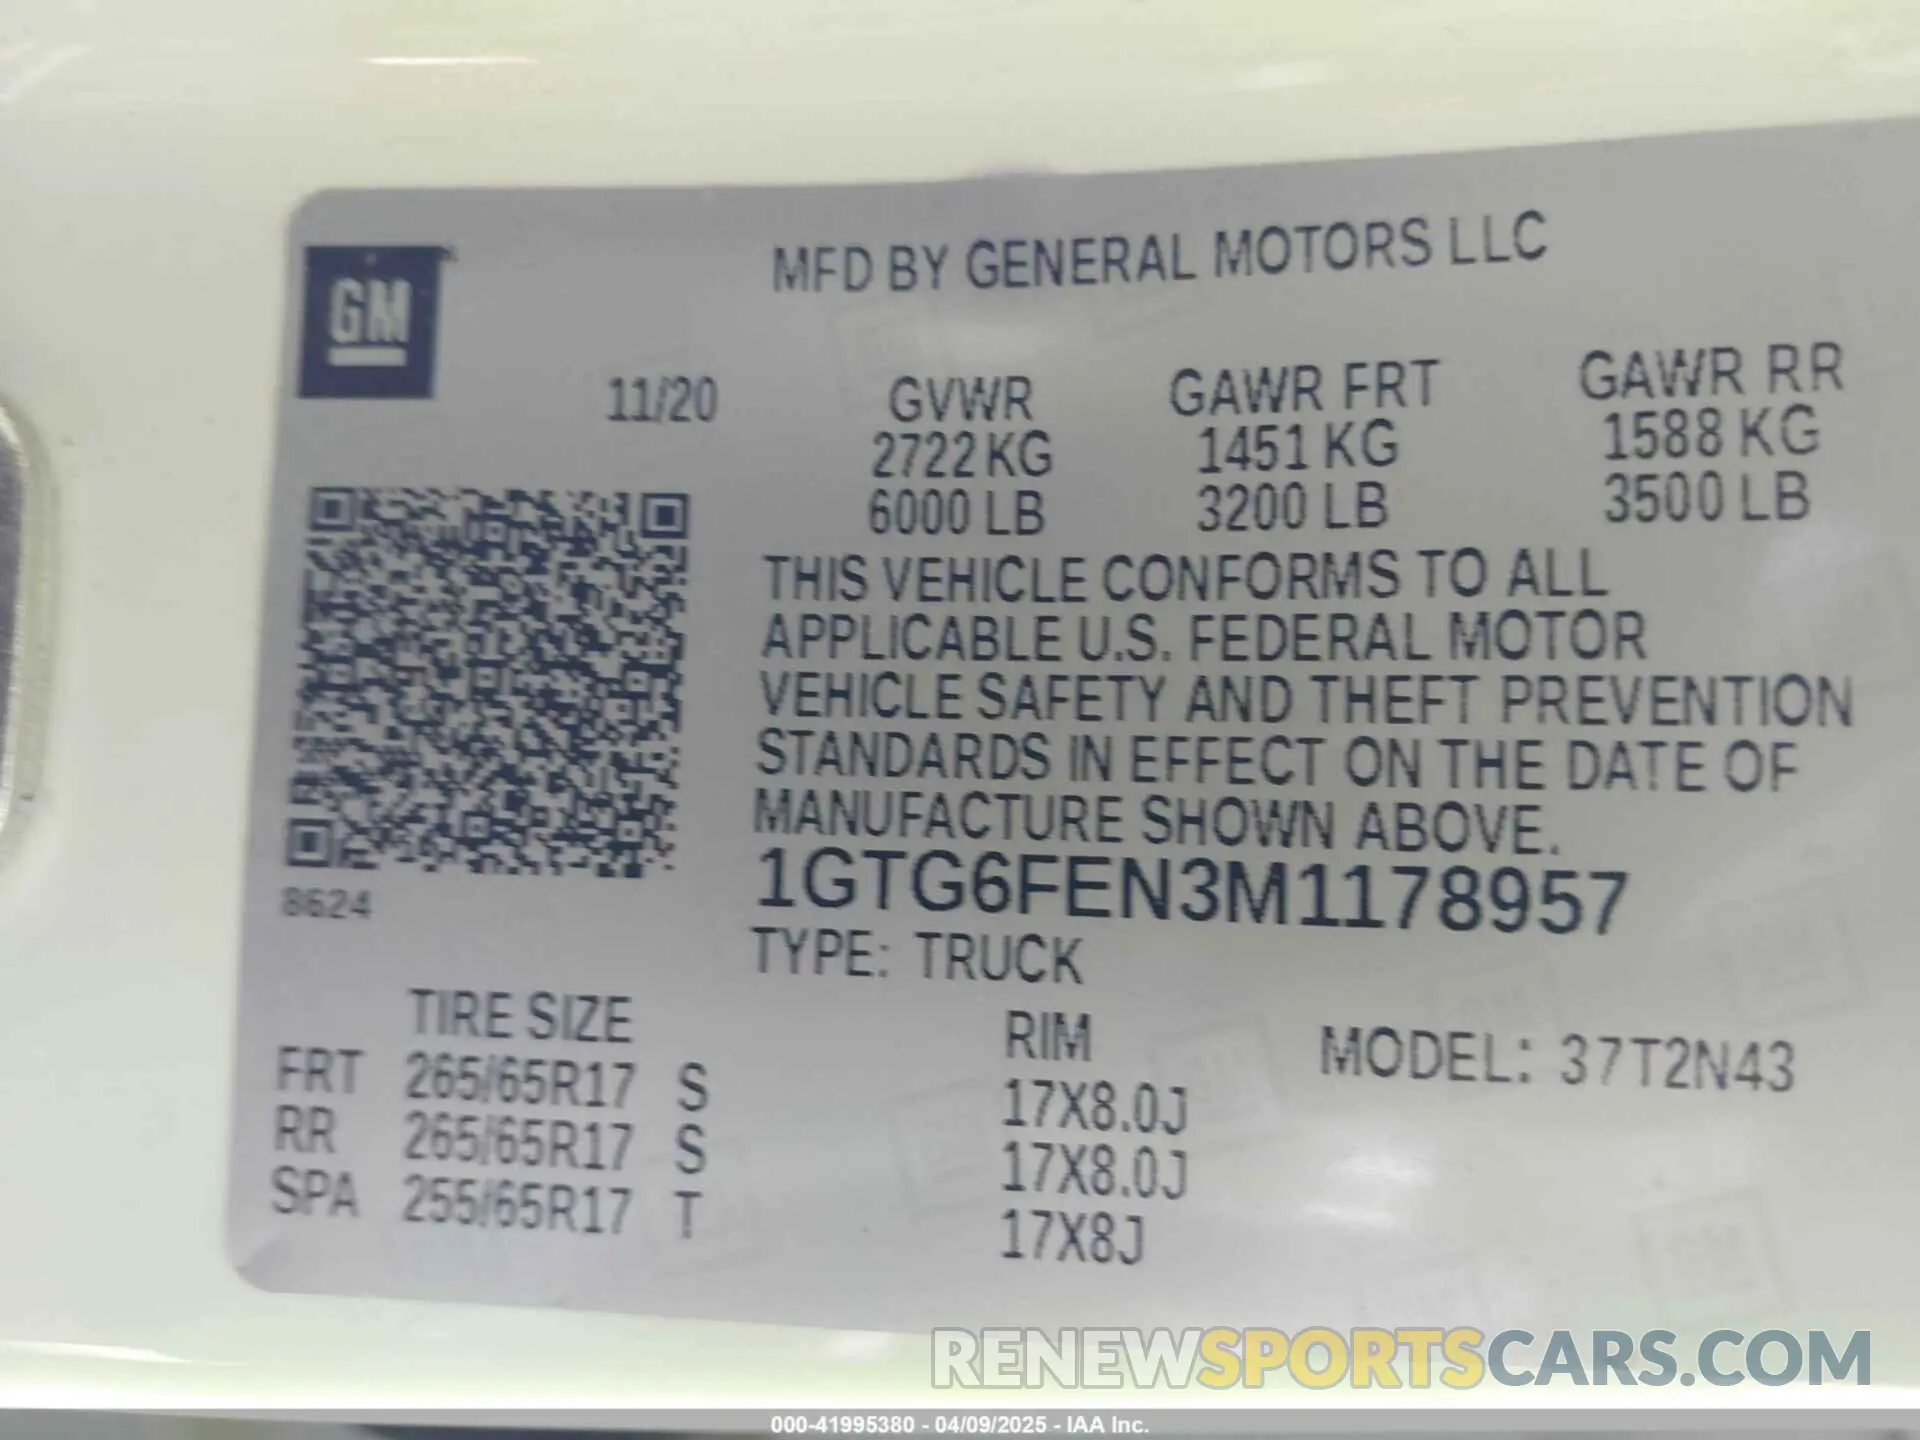 GM
MFD BY GENERAL MOTORS LLC
11/20 GVWR GAWR FRT GAWR RR
2722 KG 1451 KG 1588 KG
6000 LB 3200 LB 3500 LB
THIS VEHICLE CONFORMS TO ALL
APPLICABLE U.S. FEDERAL MOTOR
VEHICLE SAFETY AND THEFT PREVENTION
STANDARDS IN EFFECT ON THE DATE OF
MANUFACTURE SHOWN ABOVE.
1GTG6FEN3M1178957
8624
TYPE: TRUCK
TIRE SIZE RIM MODEL: 37T2N43
FRT 265/65R17 S 17X8.0J
RR 265/65R17 S 17X8.0J
SPA 255/65R17 T 17X8J
RENEWSPORTSCARS.COM
000-41995380 - 04/09/2025 - IAA Inc.